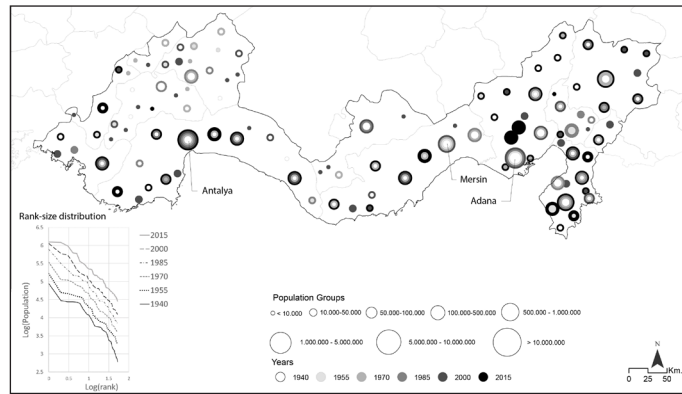 Antalya
Mersin
Adana
Rank-size distribution
6.5
6
5.5
5
4.5
4
3.5
3
2.5
0 0.5 1 1.5 2
Log(Population)
Log(rank)
2015
2000
1985
1970
1955
1940
Population Groups
< 10.000
10.000-50.000
50.000-100.000
100.000-500.000
500.000 - 1.000.000
1.000.000 - 5.000.000
5.000.000 - 10.000.000
> 10.000.000
Years
1940 1955 1970 1985 2000 2015
N
0 25 50 Km.